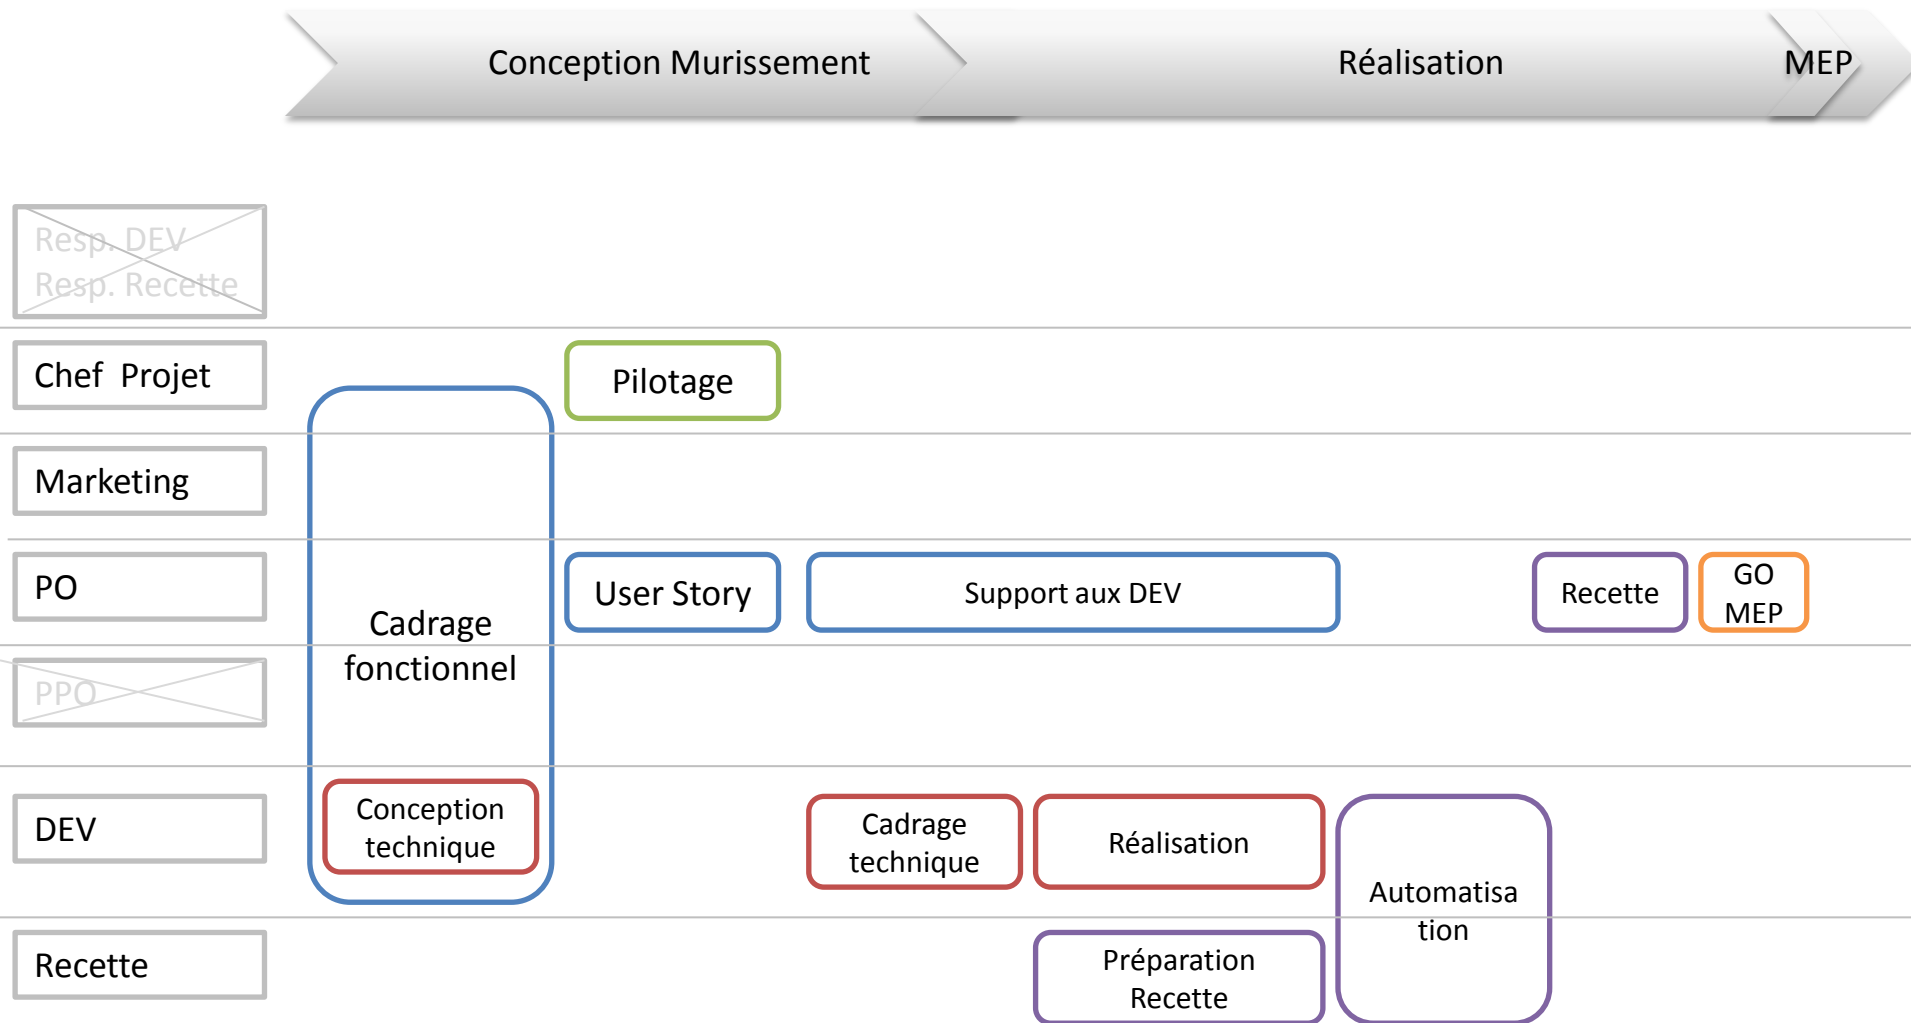 Conception Murissement
Réalisation
MEP
Resp. DEV
Resp. Recette
Chef Projet
Pilotage
Marketing
PO
Cadrage
fonctionnel
User Story
Support aux DEV
Recette
GO
MEP
PPO
DEV
Conception
technique
Cadrage
technique
Réalisation
Automatisa
tion
Recette
Préparation
Recette